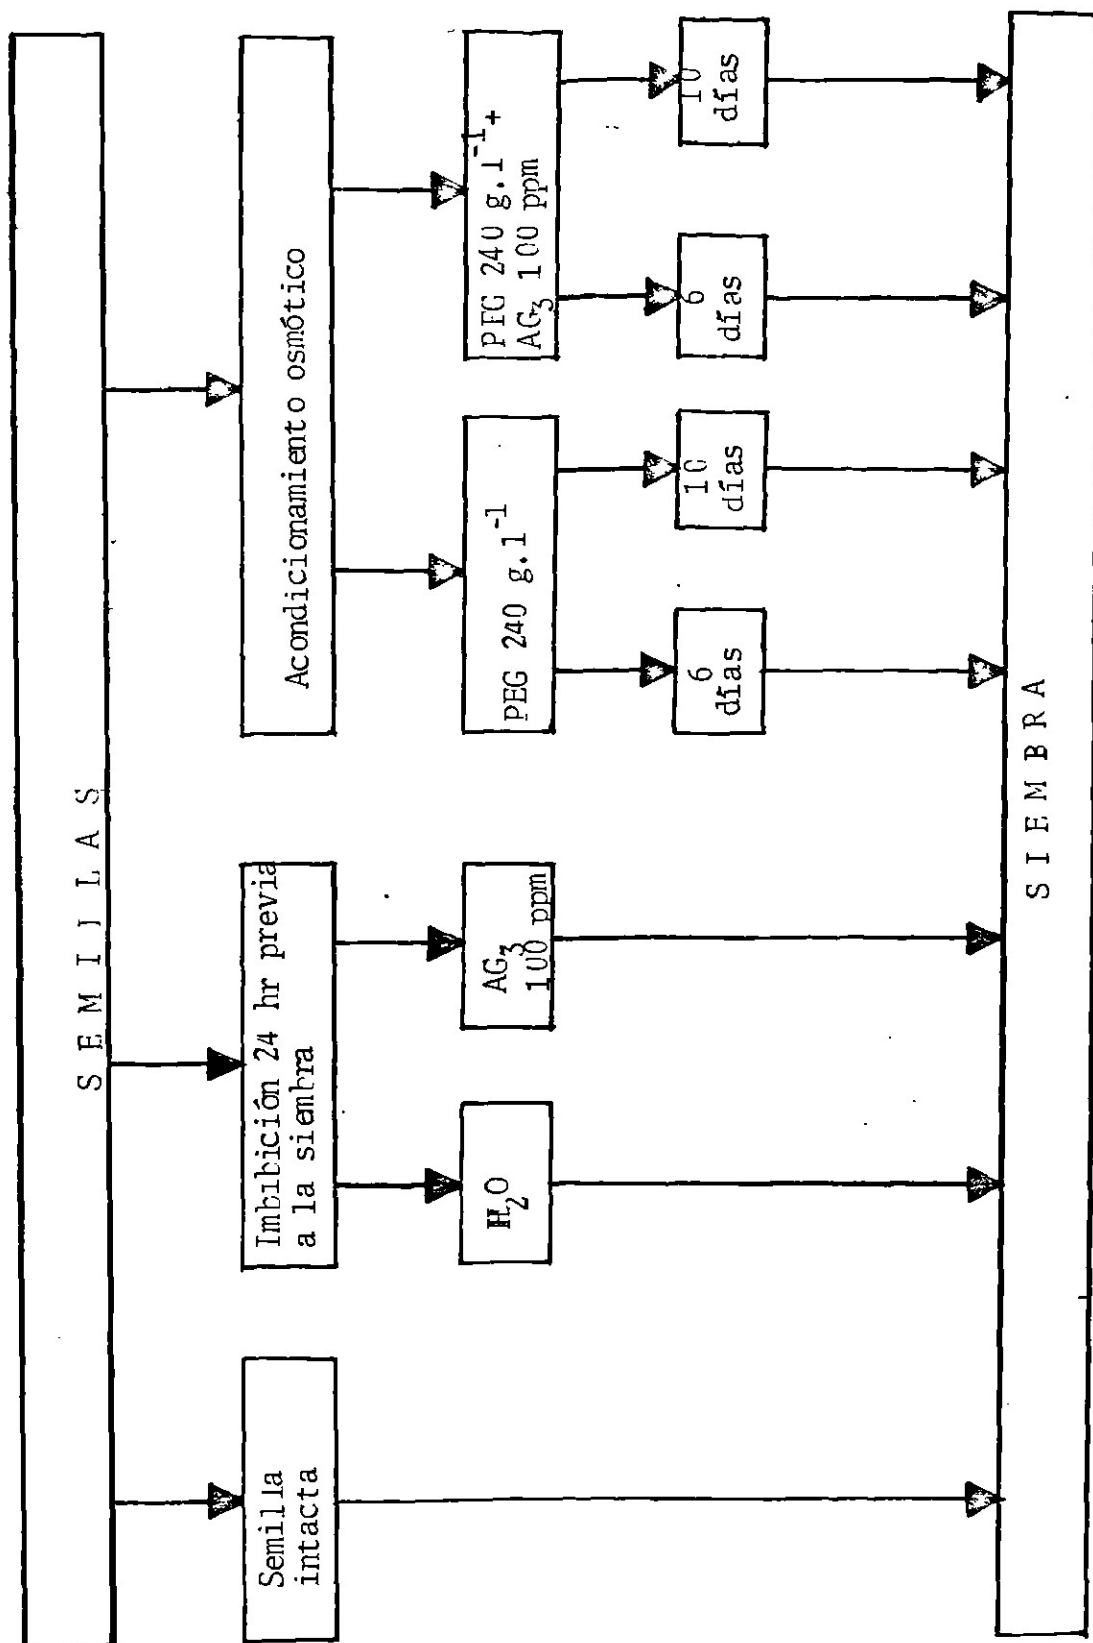 S E M I L L A S
Semilla
intacta
Imbibición 24 hr previa
a la siembra
Acondicionamiento osmótico
H₂O
AG₃
100 ppm
PEG 240 g.l⁻¹
PEG 240 g.l⁻¹+
AG₃ 100 ppm
6
días
10
días
6
días
10
días
S I E M B R A